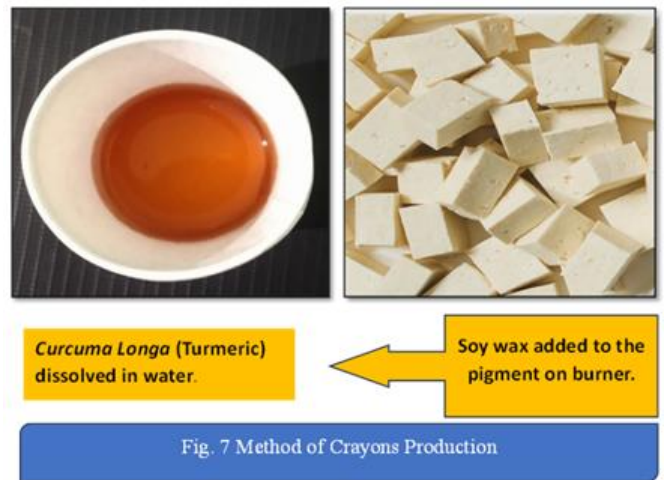 Curcuma Longa (Turmeric)
dissolved in water.
Soy wax added to the
pigment on burner.
Fig. 7 Method of Crayons Production